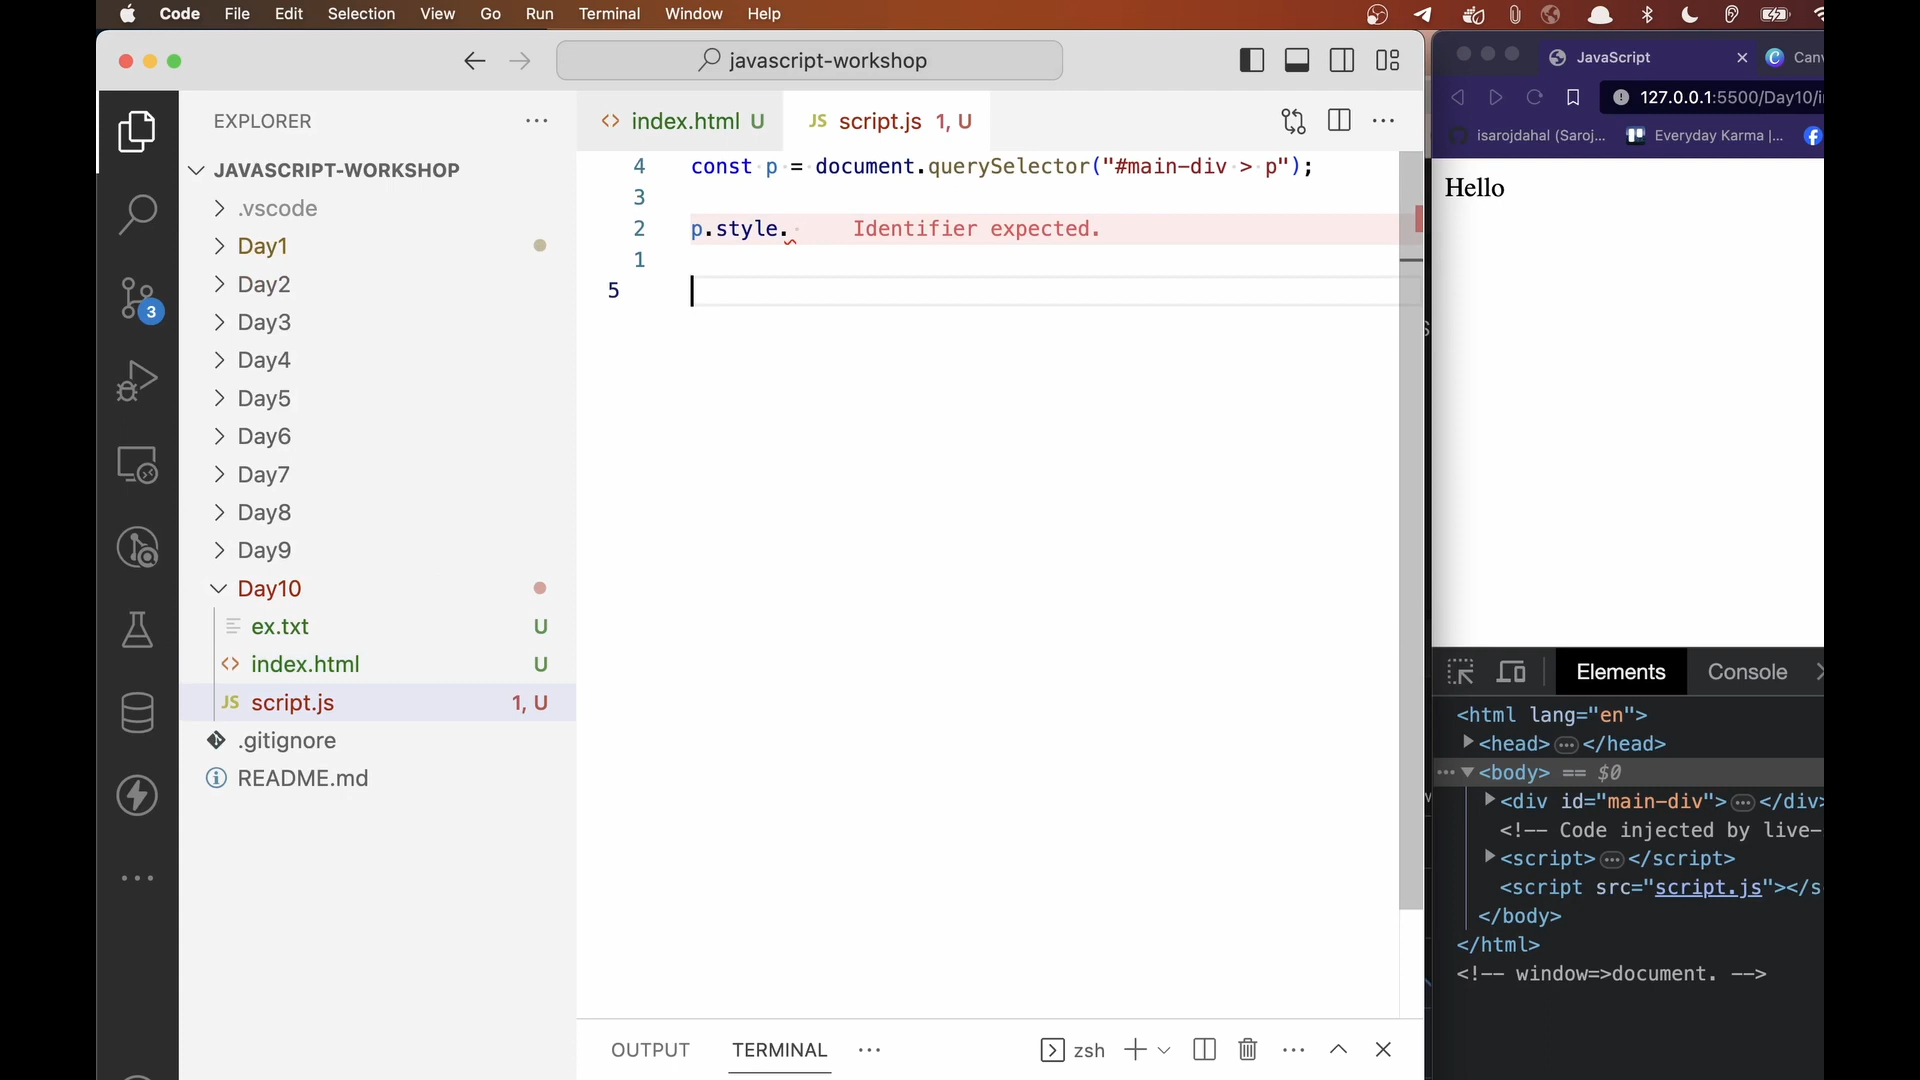 Code File Edit Selection View Go Run Terminal Window Help
javascript-workshop
EXPLORER
JAVASCRIPT-WORKSHOP
.vscode
Day1
Day2
Day3
Day4
Day5
Day6
Day7
Day8
Day9
Day10
ex.txt U
index.html U
JS script.js 1, U
.gitignore
README.md
3
index.html U
JS script.js 1, U
4 const p = document.querySelector("#main-div > p");
3
2 p.style. Identifier expected.
1
5
OUTPUT TERMINAL
zsh
JavaScript
127.0.0.1:5500/Day10/i
isarojdahal (Saroj... Everyday Karma |...
Hello
Elements Console
<html lang="en">
<head> </head>
<body> == $0
<div id="main-div"> </div>
<!-- Code injected by live-
<script> </script>
<script src="script.js"></s
</body>
</html>
<!-- window=>document. -->